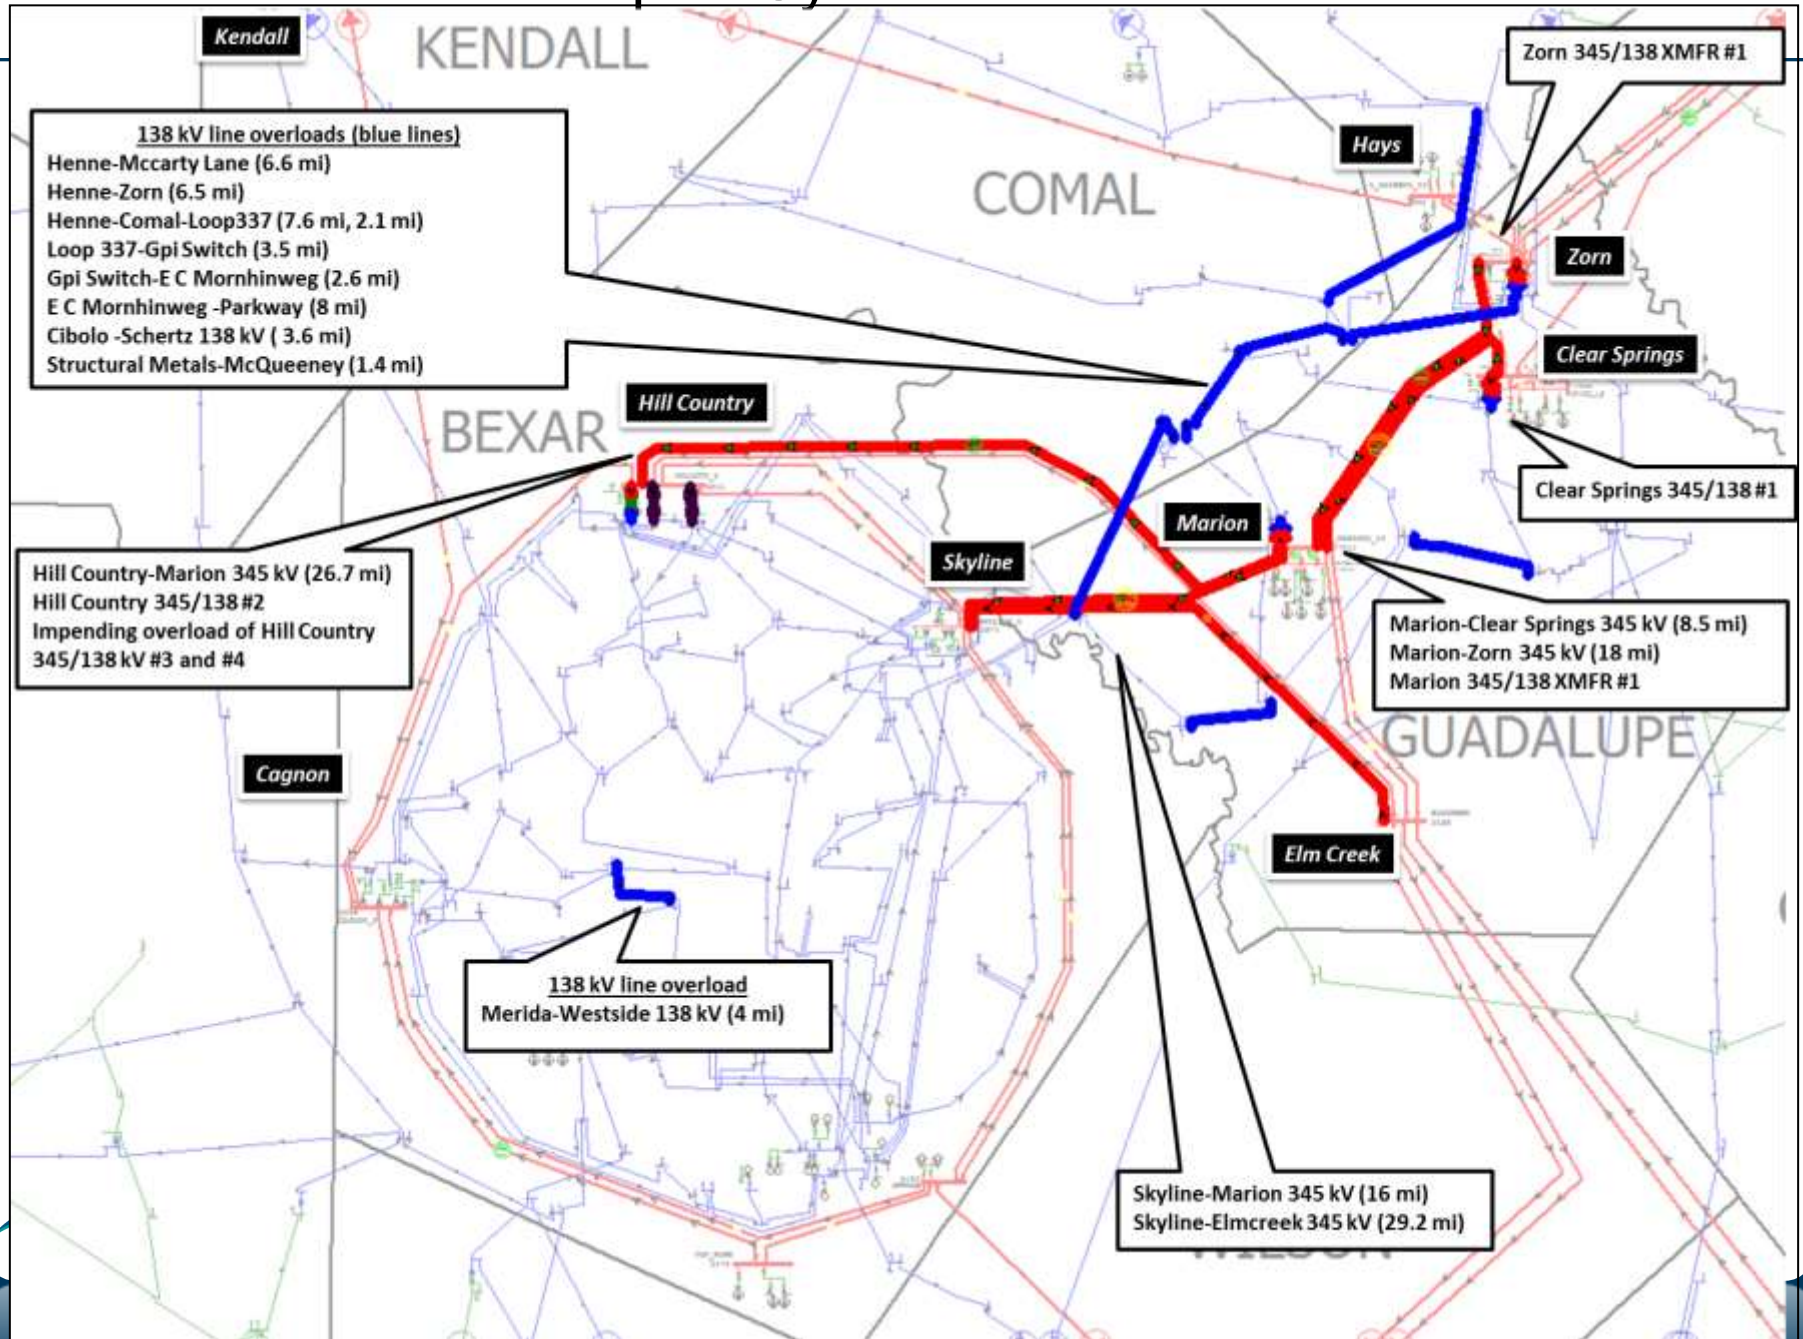 Kendall
KENDALL
Zorn 345/138 XMFR #1
138 kV line overloads (blue lines)
Henne-Mccarty Lane (6.6 mi)
Henne-Zorn (6.5 mi)
Henne-Comal-Loop337 (7.6 mi, 2.1 mi)
Loop 337-Gpi Switch (3.5 mi)
Gpi Switch-E C Mornhinweg (2.6 mi)
E C Mornhinweg -Parkway (8 mi)
Cibolo -Schertz 138 kV ( 3.6 mi)
Structural Metals-McQueeney (1.4 mi)
Hays
COMAL
Zorn
Clear Springs
Hill Country
BEXAR
Clear Springs 345/138 #1
Marion
Skyline
Hill Country-Marion 345 kV (26.7 mi)
Hill Country 345/138 #2
Impending overload of Hill Country
345/138 kV #3 and #4
Marion-Clear Springs 345 kV (8.5 mi)
Marion-Zorn 345 kV (18 mi)
Marion 345/138 XMFR #1
GUADALUPE
Cagnon
Elm Creek
138 kV line overload
Merida-Westside 138 kV (4 mi)
Skyline-Marion 345 kV (16 mi)
Skyline-Elmcreek 345 kV (29.2 mi)
WILSON